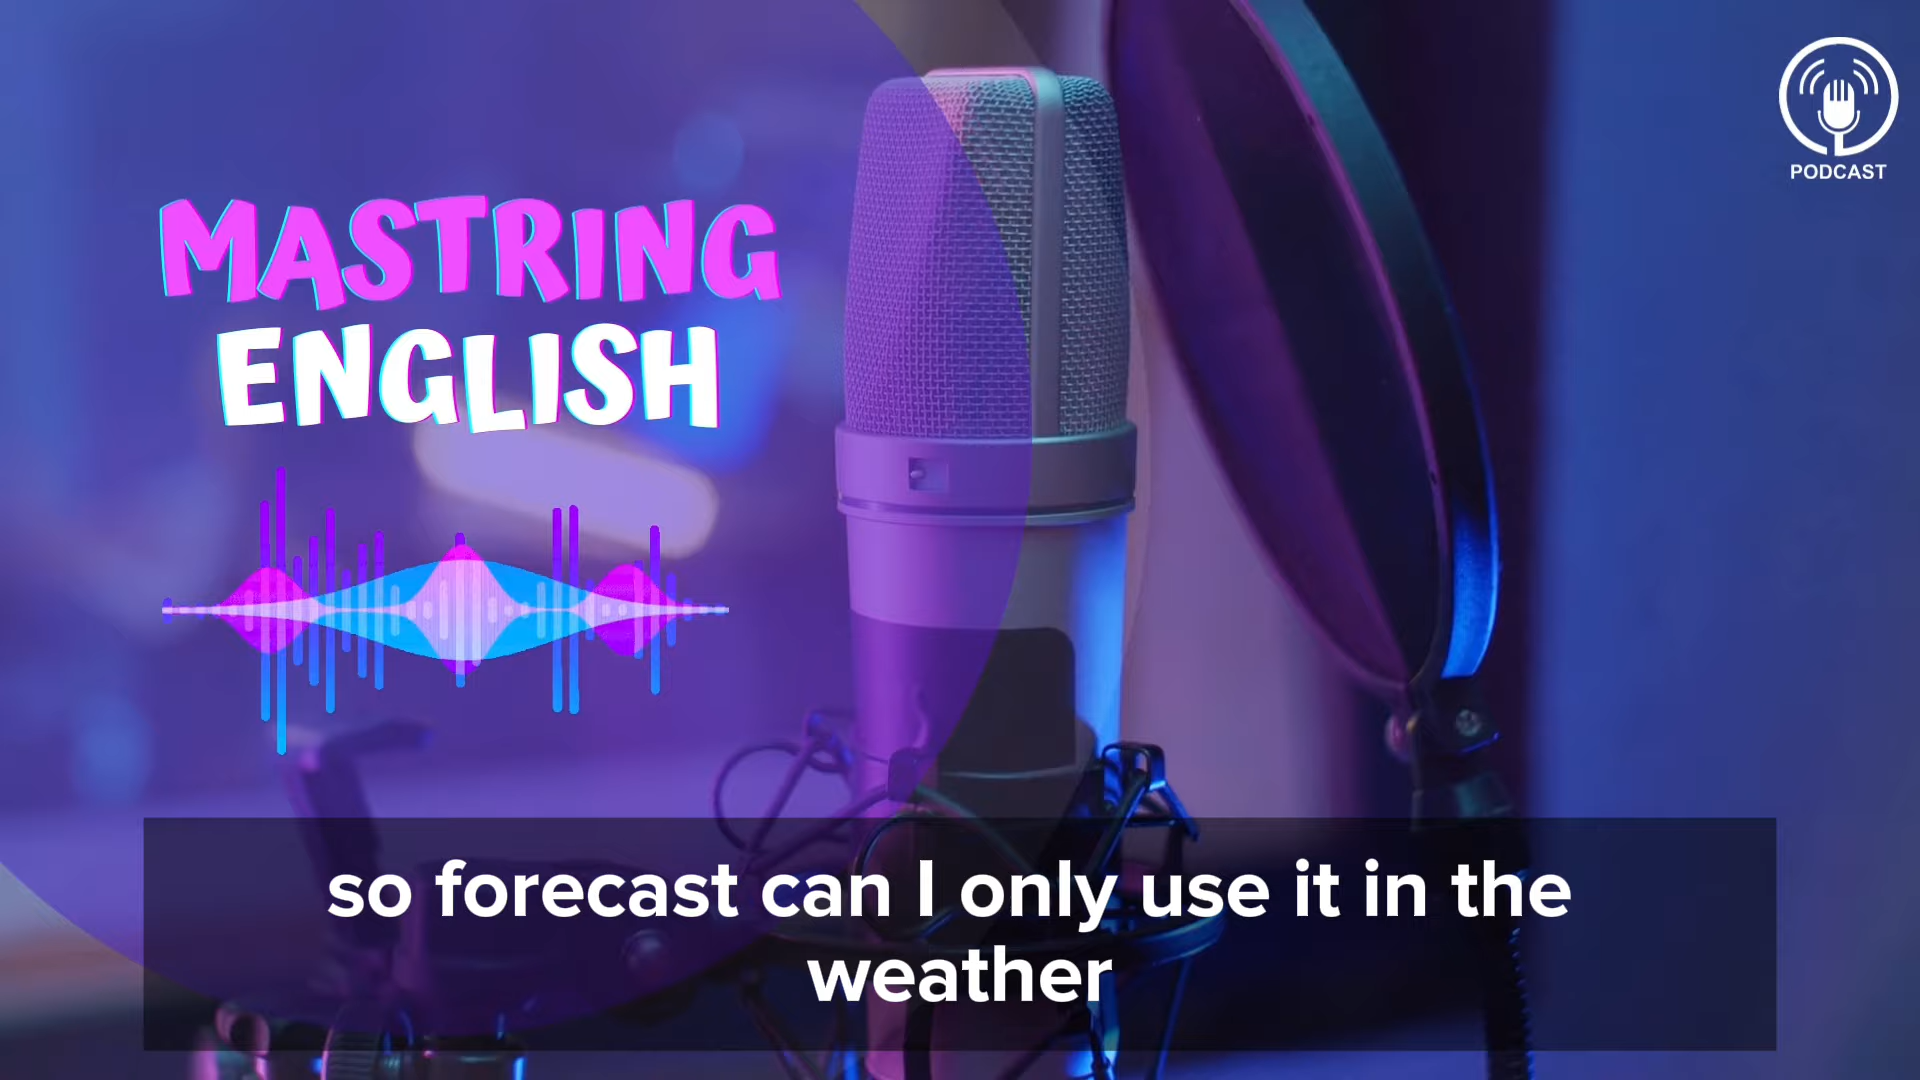 PODCAST
MASTRING
ENGLISH
so forecast can I only use it in the
weather